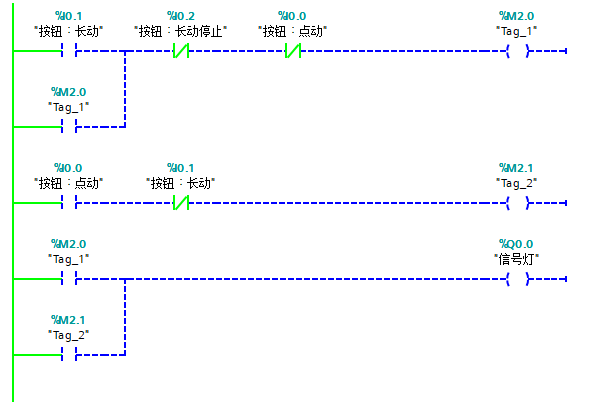 %I0.1 %I0.2 %I0.0 %M2.0
"按钮：长动" "按钮：长动停止" "按钮：点动" "Tag_1"
%M2.0
"Tag_1"
%I0.0 %I0.1 %M2.1
"按钮：点动" "按钮：长动" "Tag_2"
%M2.0 %Q0.0
"Tag_1" "信号灯"
%M2.1
"Tag_2"